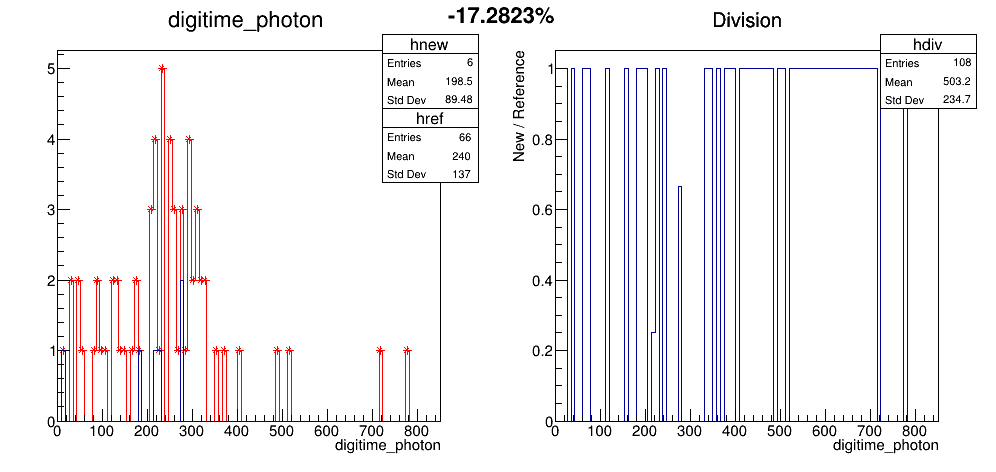 -17.2823%
digitime_photon
hnew
Entries 6
Mean 198.5
Std Dev 89.48
href
Entries 66
Mean 240
Std Dev 137
5
4
3
2
1
0
0 100 200 300 400 500 600 700 800
digitime_photon
Division
hdiv
Entries 108
Mean 503.2
Std Dev 234.7
New / Reference
1
0.8
0.6
0.4
0.2
0
0 100 200 300 400 500 600 700 800
digitime_photon